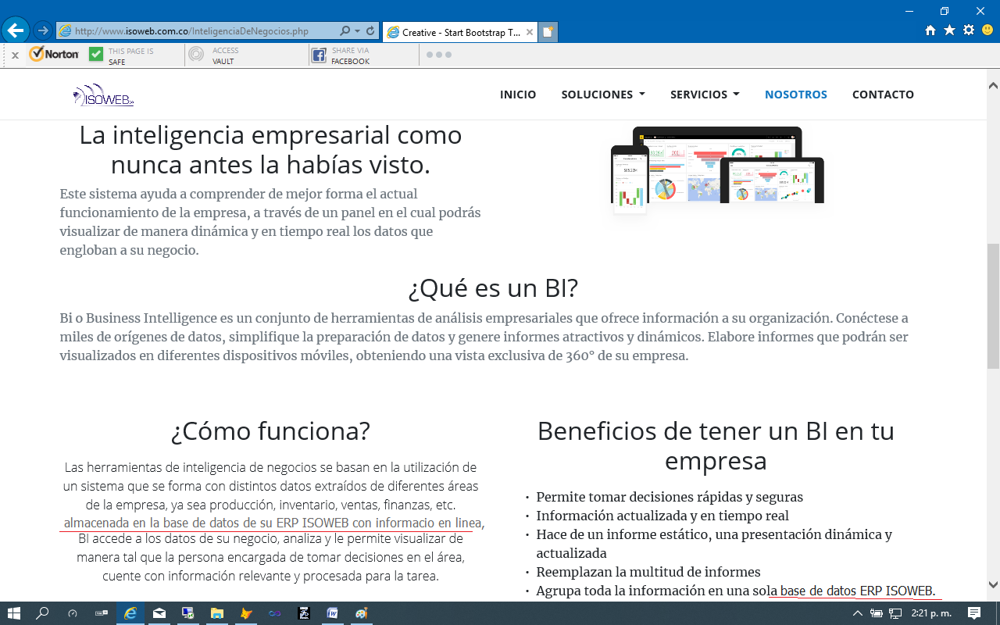 http://www.isoweb.com.co/InteligenciaDeNegocios.php
Creative - Start Bootstrap T...
x
Norton
THIS PAGE IS
SAFE
ACCESS
VAULT
SHARE VIA
FACEBOOK
ISOWEB
INICIO
SOLUCIONES
SERVICIOS
NOSOTROS
CONTACTO
La inteligencia empresarial como
nunca antes la habías visto.
Este sistema ayuda a comprender de mejor forma el actual
funcionamiento de la empresa, a través de un panel en el cual podrás
visualizar de manera dinámica y en tiempo real los datos que
engloban a su negocio.
¿Qué es un BI?
Bi o Business Intelligence es un conjunto de herramientas de análisis empresariales que ofrece información a su organización. Conéctese a
miles de orígenes de datos, simplifique la preparación de datos y genere informes atractivos y dinámicos. Elabore informes que podrán ser
visualizados en diferentes dispositivos móviles, obteniendo una vista exclusiva de 360° de su empresa.
¿Cómo funciona?
Las herramientas de inteligencia de negocios se basan en la utilización de
un sistema que se forma con distintos datos extraídos de diferentes áreas
de la empresa, ya sea producción, inventario, ventas, finanzas, etc.
almacenada en la base de datos de su ERP ISOWEB con informacio en linea,
BI accede a los datos de su negocio, analiza y le permite visualizar de
manera tal que la persona encargada de tomar decisiones en el área,
cuente con información relevante y procesada para la tarea.
Beneficios de tener un BI en tu
empresa
• Permite tomar decisiones rápidas y seguras
• Información actualizada y en tiempo real
• Hace de un informe estático, una presentación dinámica y
actualizada
• Reemplazan la multitud de informes
• Agrupa toda la información en una sola base de datos ERP ISOWEB.
2:21 p. m.